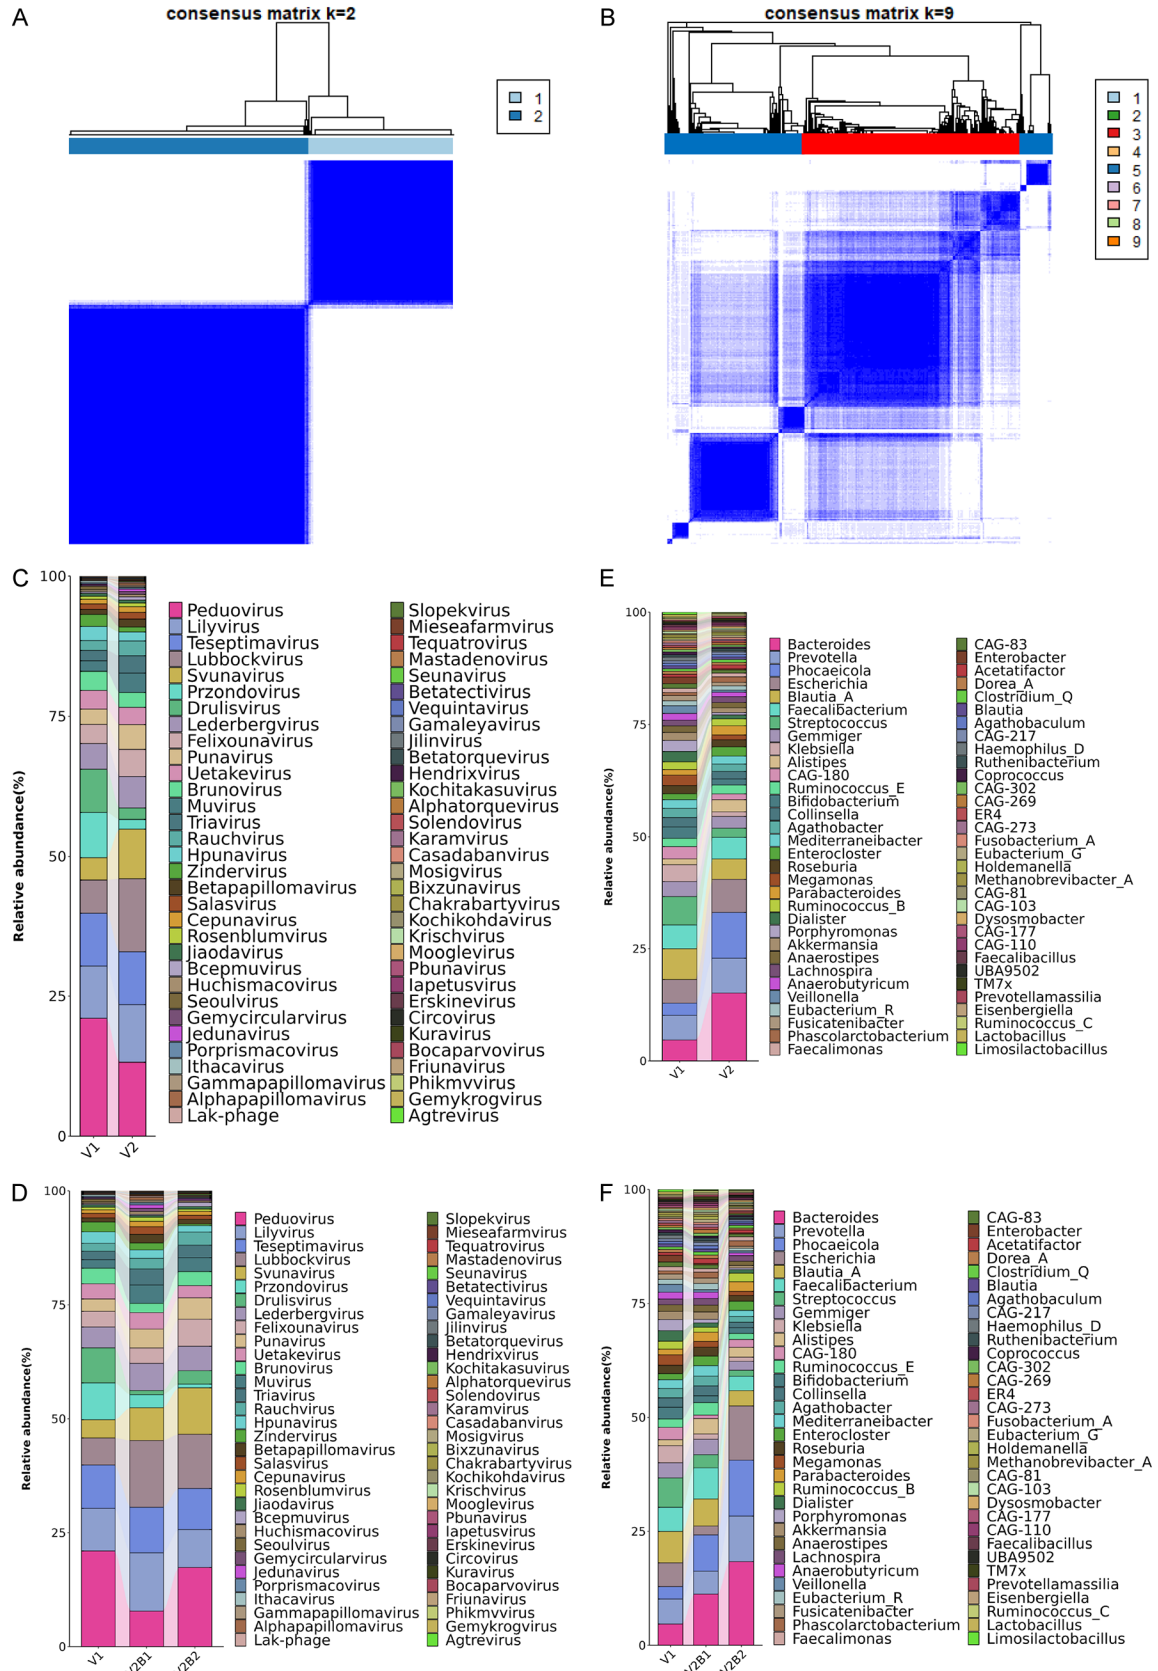 A
consensus matrix k=2
1
2
B
consensus matrix k=9
1
2
3
4
5
6
7
8
9
C
100
75
50
25
0
Relative abundance(%)
V1
V2
Peduovirus
Lilyvirus
Teseptimavirus
Lubbockvirus
Svunavirus
Przondovirus
Drulisvirus
Lederbergvirus
Felixounavirus
Punavirus
Uetakevirus
Brunovirus
Muvirus
Triavirus
Rauchvirus
Hpunavirus
Zindervirus
Betapapillomavirus
Salasvirus
Cepunavirus
Rosenblumvirus
Jiaodavirus
Bcepmuvirus
Huchismacovirus
Seoulvirus
Gemycircularvirus
Jedunavirus
Porprismacovirus
Ithacavirus
Gammapapillomavirus
Alphapapillomavirus
Lak-phage
Slopekvirus
Mieseafarmvirus
Tequatrovirus
Mastadenovirus
Seunavirus
Betatectivirus
Vequintavirus
Gamaleyavirus
Jilinvirus
Betatorquevirus
Hendrixvirus
Kochitakasuvirus
Alphatorquevirus
Solendovirus
Karamvirus
Casadabanvirus
Mosigvirus
Bixzunavirus
Chakrabartyvirus
Kochikohdavirus
Krischvirus
Mooglevirus
Pbunavirus
Iapetusvirus
Erskinevirus
Circovirus
Kuravirus
Bocaparvovirus
Friunavirus
Phikmvvirus
Gemykrogvirus
Agtrevirus
E
100
75
50
25
0
Relative abundance(%)
V1
V2
Bacteroides
Prevotella
Phocaeicola
Escherichia
Blautia_A
Faecalibacterium
Streptococcus
Gemmiger
Klebsiella
Alistipes
CAG-180
Ruminococcus_E
Bifidobacterium
Collinsella
Agathobacter
Mediterraneibacter
Enterocloster
Roseburia
Megamonas
Parabacteroides
Ruminococcus_B
Dialister
Porphyromonas
Akkermansia
Anaerostipes
Lachnospira
Anaerobutyricum
Veillonella
Eubacterium_R
Fusicatenibacter
Phascolarctobacterium
Faecalimonas
CAG-83
Enterobacter
Acetatifactor
Dorea_A
Clostridium_Q
Blautia
Agathobaculum
CAG-217
Haemophilus_D
Ruthenibacterium
Coprococcus
CAG-302
CAG-269
ER4
CAG-273
Fusobacterium_A
Eubacterium_G
Holdemanella
Methanobrevibacter_A
CAG-81
CAG-103
Dysosmobacter
CAG-177
CAG-110
Faecalibacillus
UBA9502
TM7x
Prevotellamassilia
Eisenbergiella
Ruminococcus_C
Lactobacillus
Limosilactobacillus
D
100
75
50
25
0
Relative abundance(%)
V1
V2B1
V2B2
Peduovirus
Lilyvirus
Teseptimavirus
Lubbockvirus
Svunavirus
Przondovirus
Drulisvirus
Lederbergvirus
Felixounavirus
Punavirus
Uetakevirus
Brunovirus
Muvirus
Triavirus
Rauchvirus
Hpunavirus
Zindervirus
Betapapillomavirus
Salasvirus
Cepunavirus
Rosenblumvirus
Jiaodavirus
Bcepmuvirus
Huchismacovirus
Seoulvirus
Gemycircularvirus
Jedunavirus
Porprismacovirus
Ithacavirus
Gammapapillomavirus
Alphapapillomavirus
Lak-phage
Slopekvirus
Mieseafarmvirus
Tequatrovirus
Mastadenovirus
Seunavirus
Betatectivirus
Vequintavirus
Gamaleyavirus
Jilinvirus
Betatorquevirus
Hendrixvirus
Kochitakasuvirus
Alphatorquevirus
Solendovirus
Karamvirus
Casadabanvirus
Mosigvirus
Bixzunavirus
Chakrabartyvirus
Kochikohdavirus
Krischvirus
Mooglevirus
Pbunavirus
Iapetusvirus
Erskinevirus
Circovirus
Kuravirus
Bocaparvovirus
Friunavirus
Phikmvvirus
Gemykrogvirus
Agtrevirus
F
100
75
50
25
0
Relative abundance(%)
V1
V2B1
V2B2
Bacteroides
Prevotella
Phocaeicola
Escherichia
Blautia_A
Faecalibacterium
Streptococcus
Gemmiger
Klebsiella
Alistipes
CAG-180
Ruminococcus_E
Bifidobacterium
Collinsella
Agathobacter
Mediterraneibacter
Enterocloster
Roseburia
Megamonas
Parabacteroides
Ruminococcus_B
Dialister
Porphyromonas
Akkermansia
Anaerostipes
Lachnospira
Anaerobutyricum
Veillonella
Eubacterium_R
Fusicatenibacter
Phascolarctobacterium
Faecalimonas
CAG-83
Enterobacter
Acetatifactor
Dorea_A
Clostridium_Q
Blautia
Agathobaculum
CAG-217
Haemophilus_D
Ruthenibacterium
Coprococcus
CAG-302
CAG-269
ER4
CAG-273
Fusobacterium_A
Eubacterium_G
Holdemanella
Methanobrevibacter_A
CAG-81
CAG-103
Dysosmobacter
CAG-177
CAG-110
Faecalibacillus
UBA9502
TM7x
Prevotellamassilia
Eisenbergiella
Ruminococcus_C
Lactobacillus
Limosilactobacillus